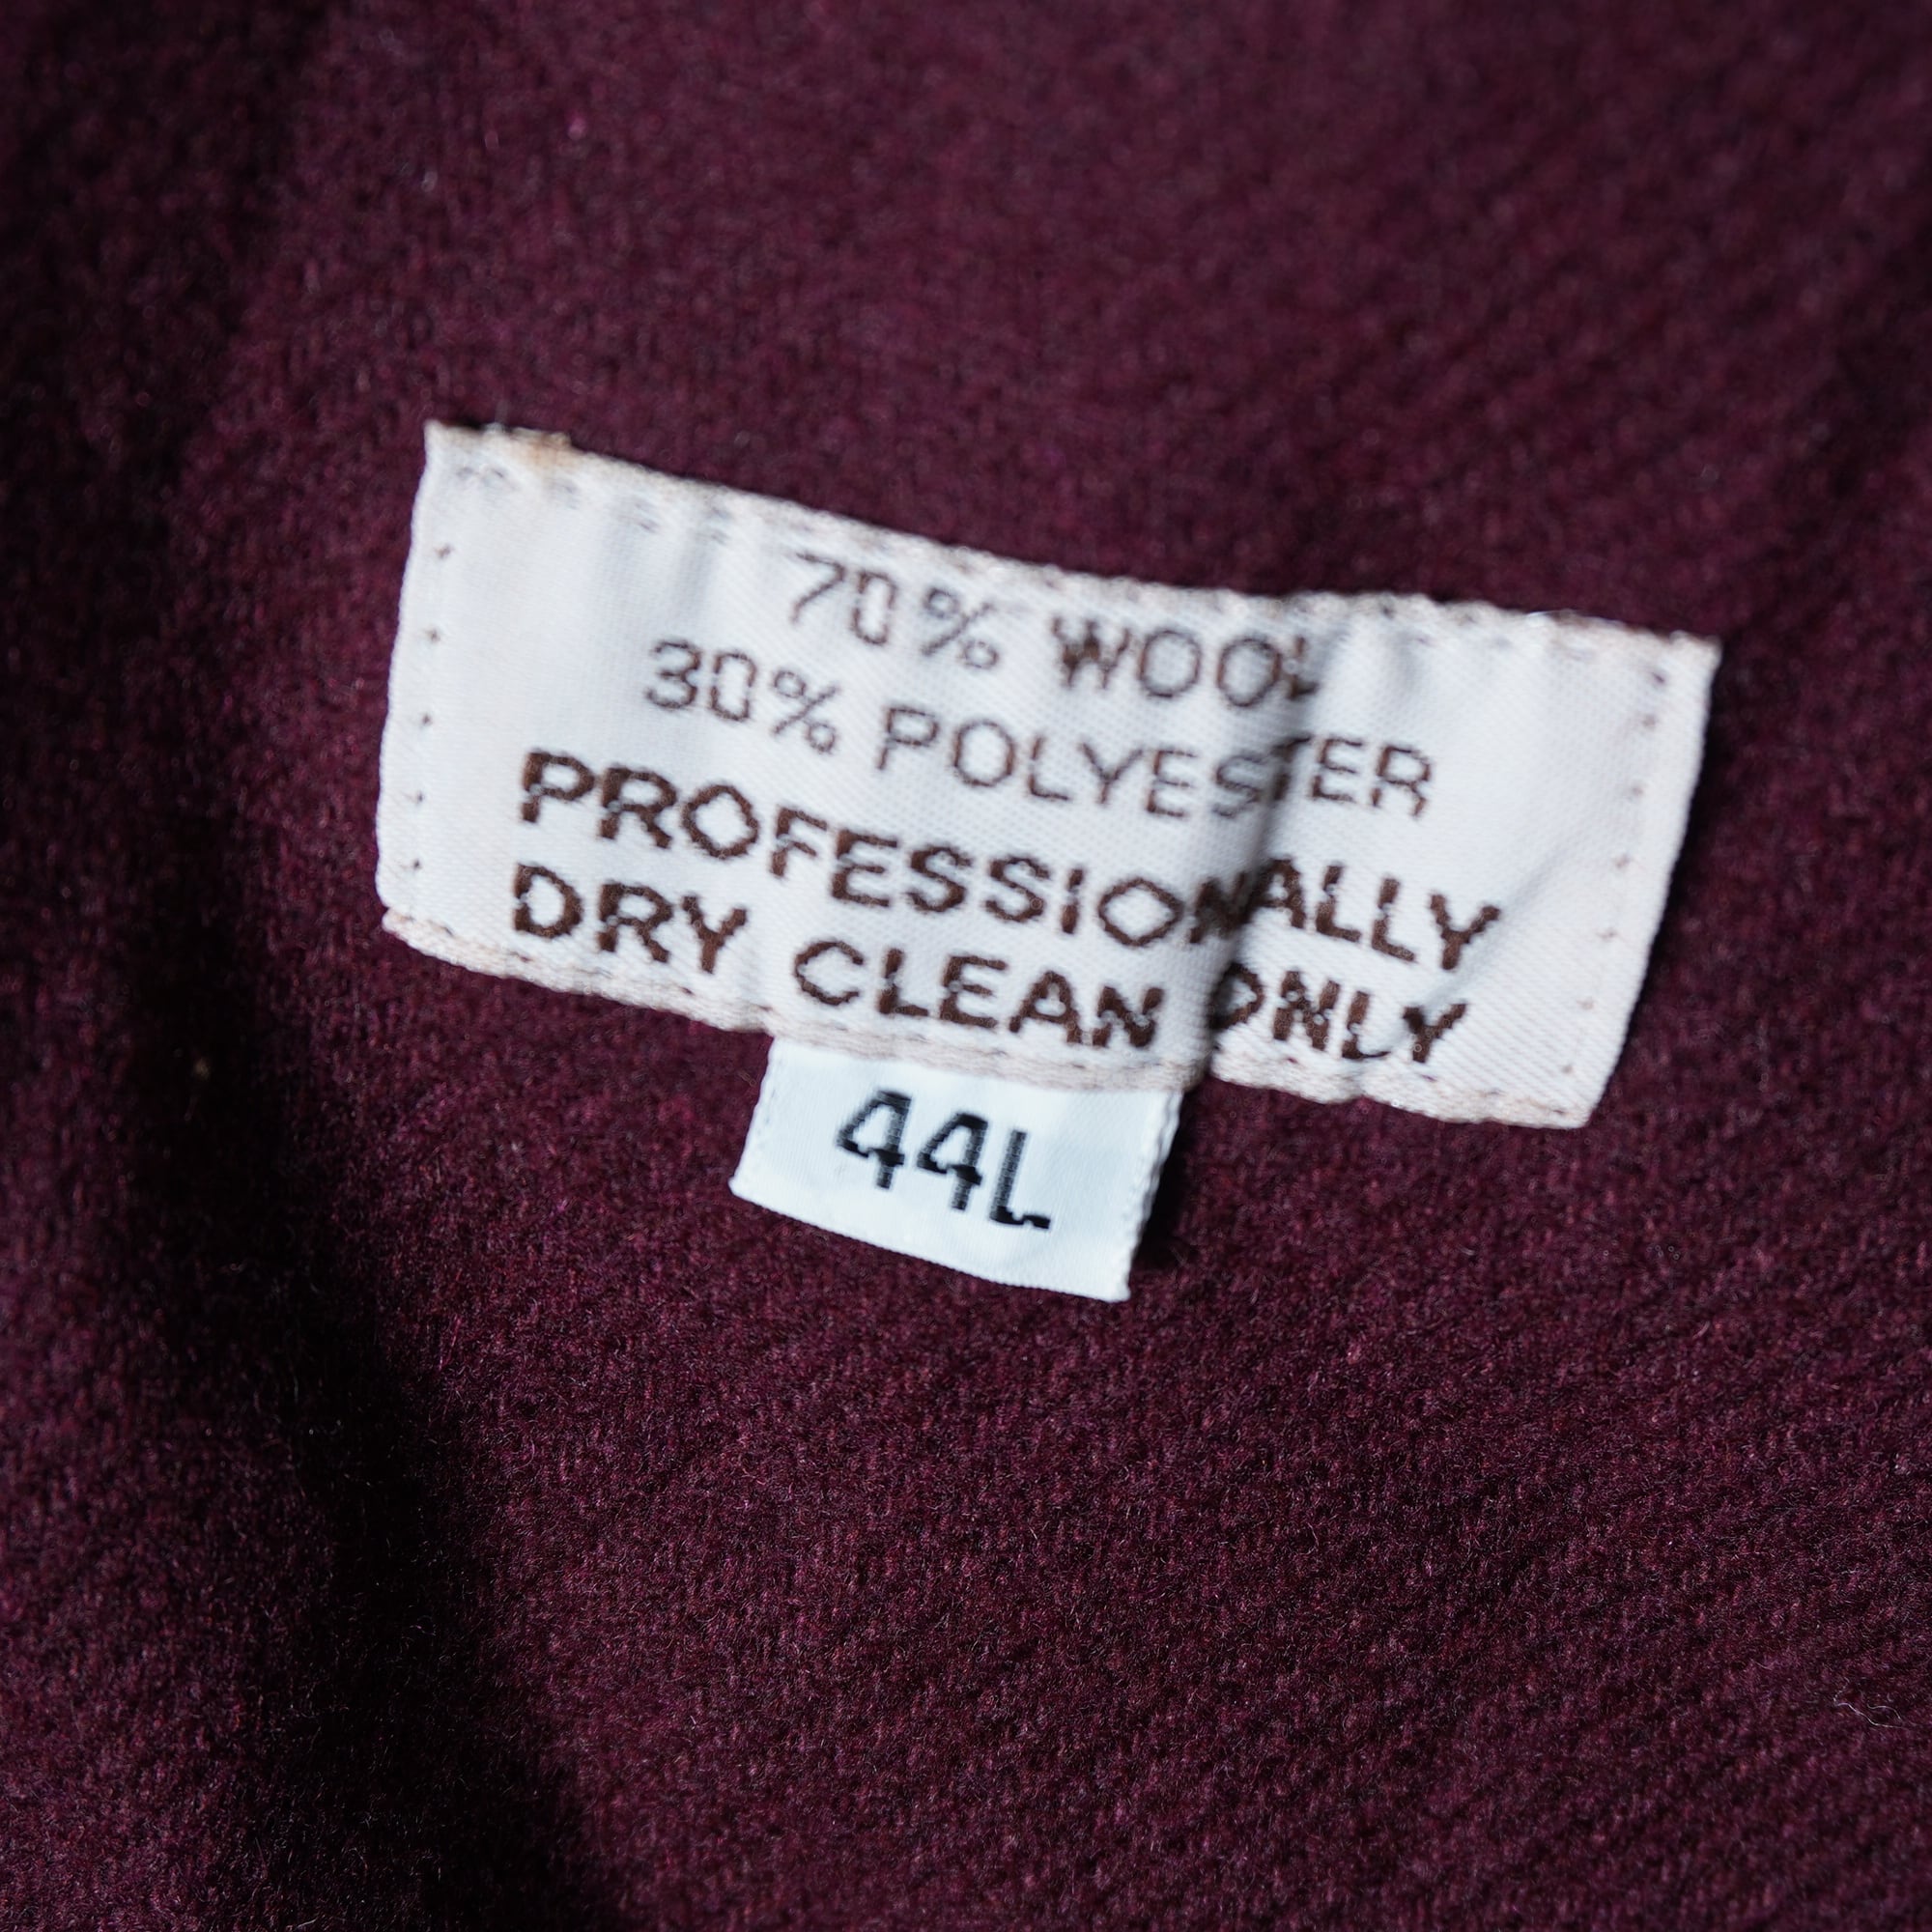 70% WOOL
30% POLYESTER
PROFESSIONALLY
DRY CLEAN ONLY
44L